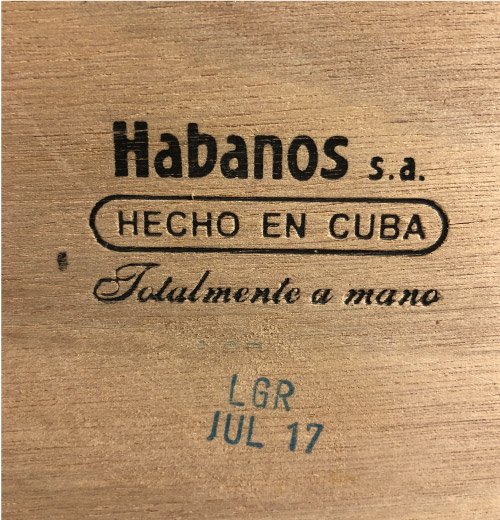 Habanos s.a.
HECHO EN CUBA
Totalmente a mano
LGR
JUL 17